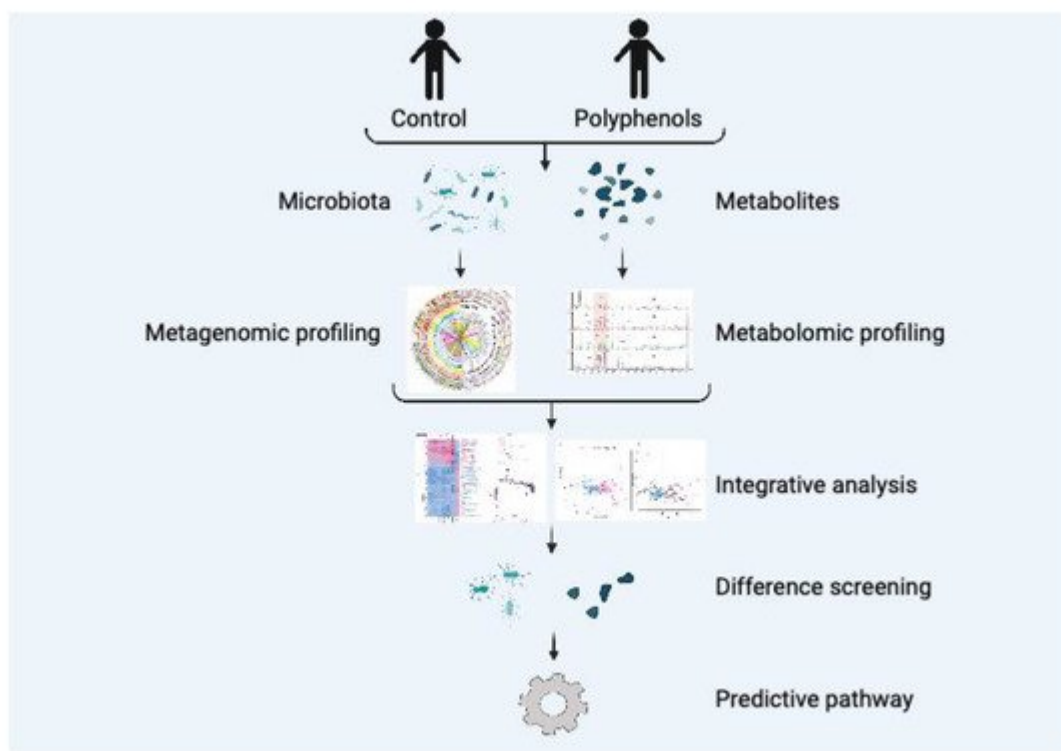 Control
Polyphenols
Microbiota
Metabolites
Metagenomic profiling
Metabolomic profiling
Integrative analysis
Difference screening
Predictive pathway